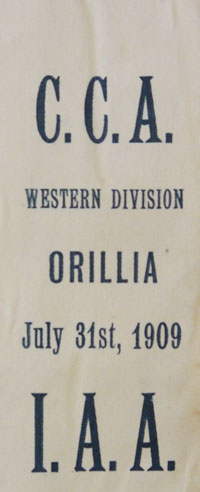 C. C. A.
WESTERN DIVISION
ORILLIA
July 31st, 1909
I. A. A.